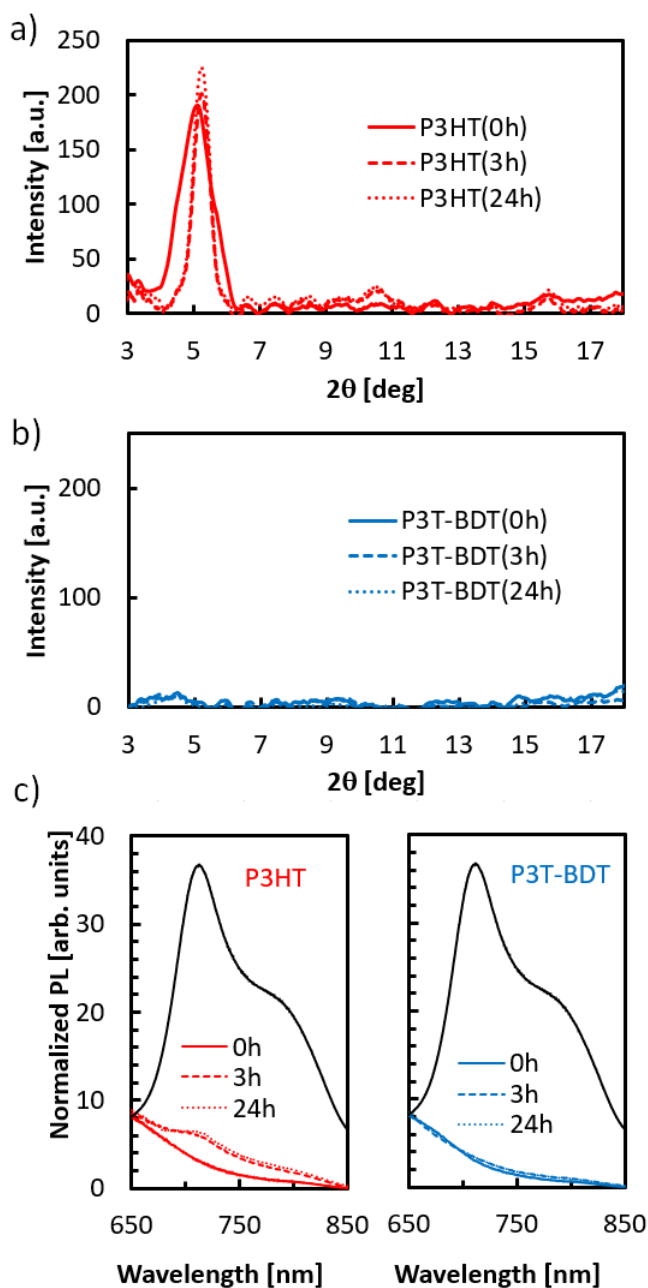 a)
250
200
150
100
50
0
Intensity [a.u.]
P3HT(0h)
P3HT(3h)
P3HT(24h)
3 5 7 9 11 13 15 17
2θ [deg]
b)
200
100
0
Intensity [a.u.]
P3T-BDT(0h)
P3T-BDT(3h)
P3T-BDT(24h)
3 5 7 9 11 13 15 17
2θ [deg]
c)
40
30
20
10
0
Normalized PL [arb. units]
P3HT
0h
3h
24h
650 750 850
Wavelength [nm]
P3T-BDT
0h
3h
24h
650 750 850
Wavelength [nm]